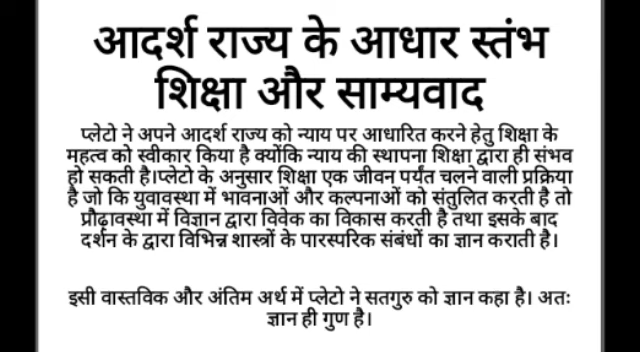 आदर्श राज्य के आधार स्तंभ
शिक्षा और साम्यवाद
प्लेटो ने अपने आदर्श राज्य को न्याय पर आधारित करने हेतु शिक्षा के
महत्व को स्वीकार किया है क्योंकि न्याय की स्थापना शिक्षा द्वारा ही संभव
हो सकती है।प्लेटो के अनुसार शिक्षा एक जीवन पर्यंत चलने वाली प्रक्रिया
है जो कि युवावस्था में भावनाओं और कल्पनाओं को संतुलित करती है तो
प्रौढ़ावस्था में विज्ञान द्वारा विवेक का विकास करती है तथा इसके बाद
दर्शन के द्वारा विभिन्न शास्त्रों के पारस्परिक संबंधों का ज्ञान कराती है।
इसी वास्तविक और अंतिम अर्थ में प्लेटो ने सतगुरु को ज्ञान कहा है। अतः
ज्ञान ही गुण है।